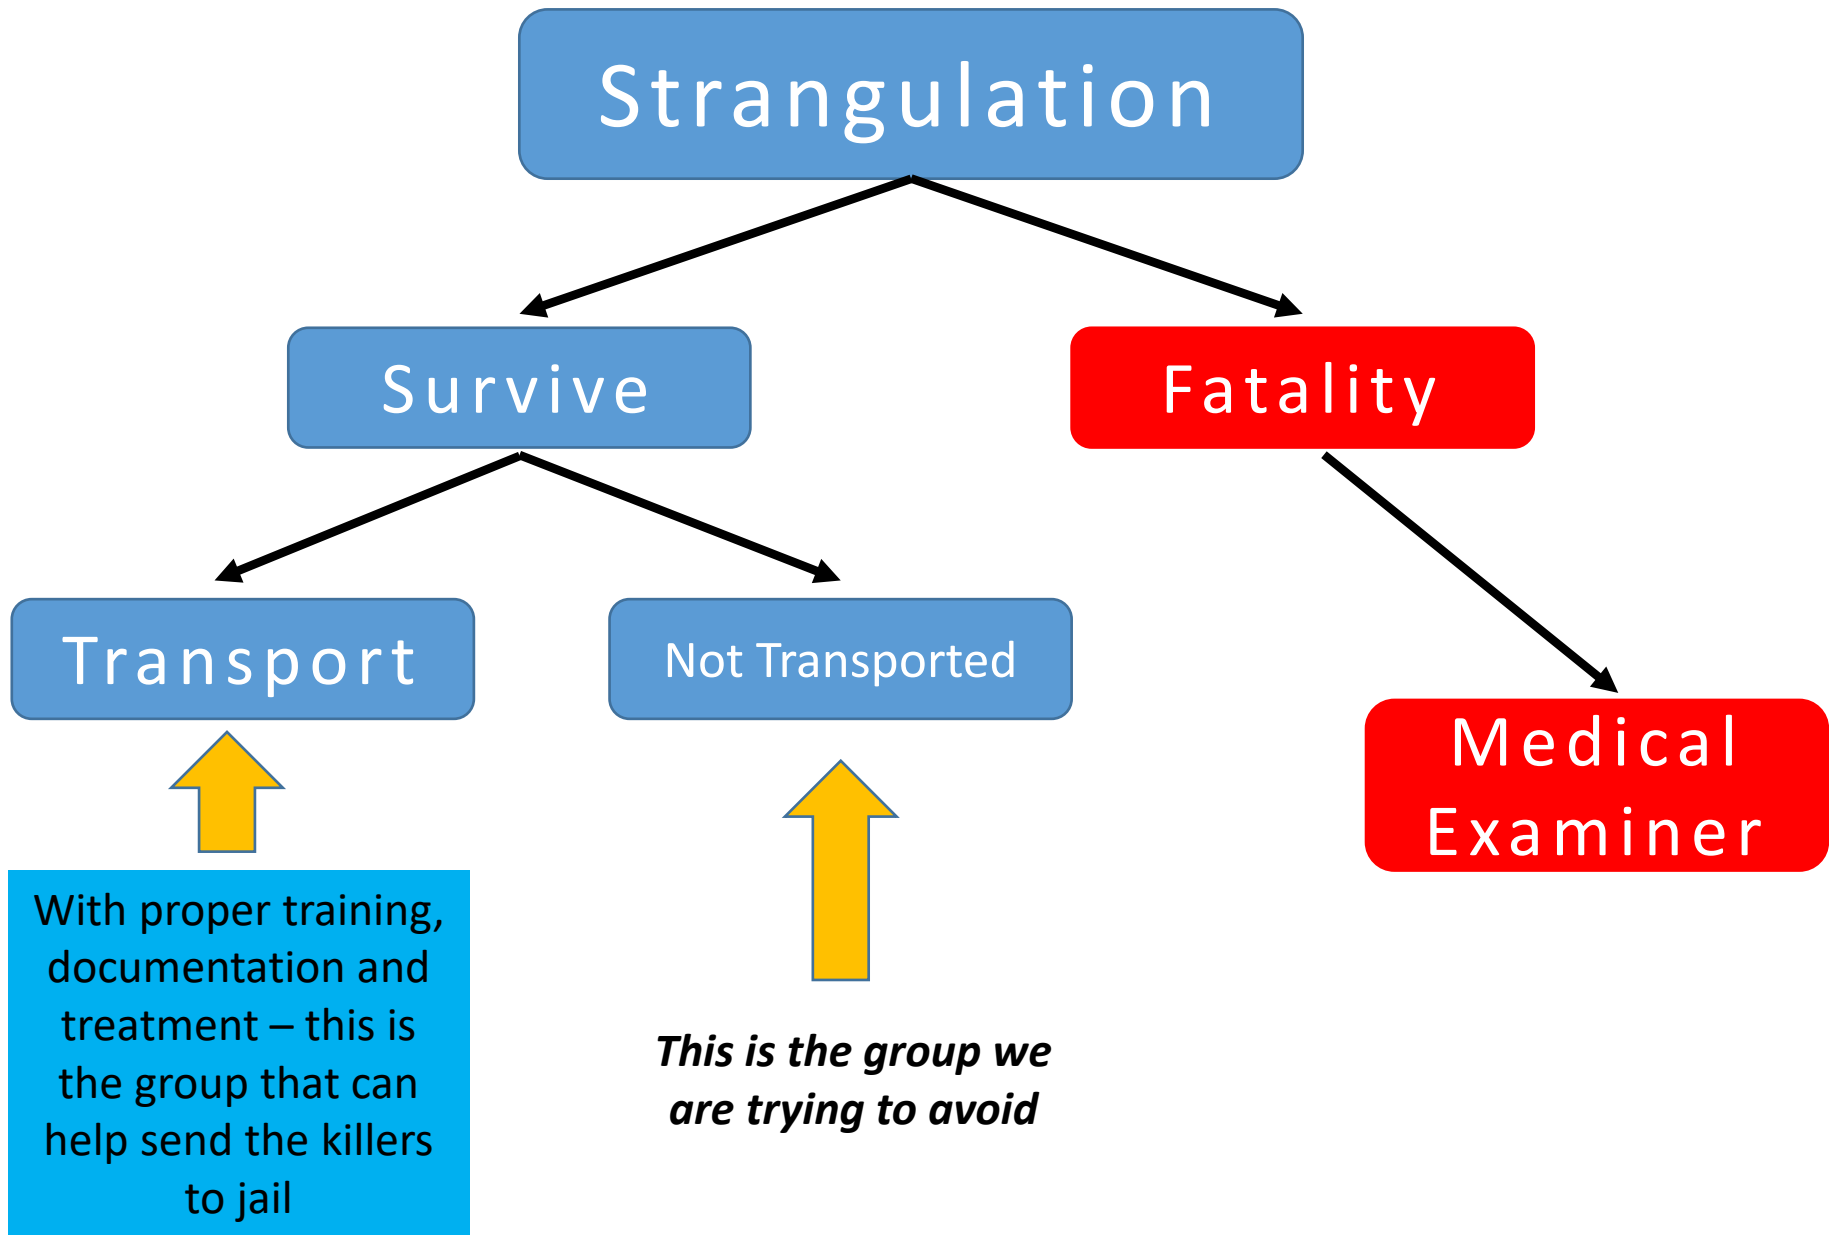 Strangulation
Survive
Fatality
Transport
Not Transported
Medical
Examiner
With proper training,
documentation and
treatment – this is
the group that can
help send the killers
to jail
This is the group we
are trying to avoid